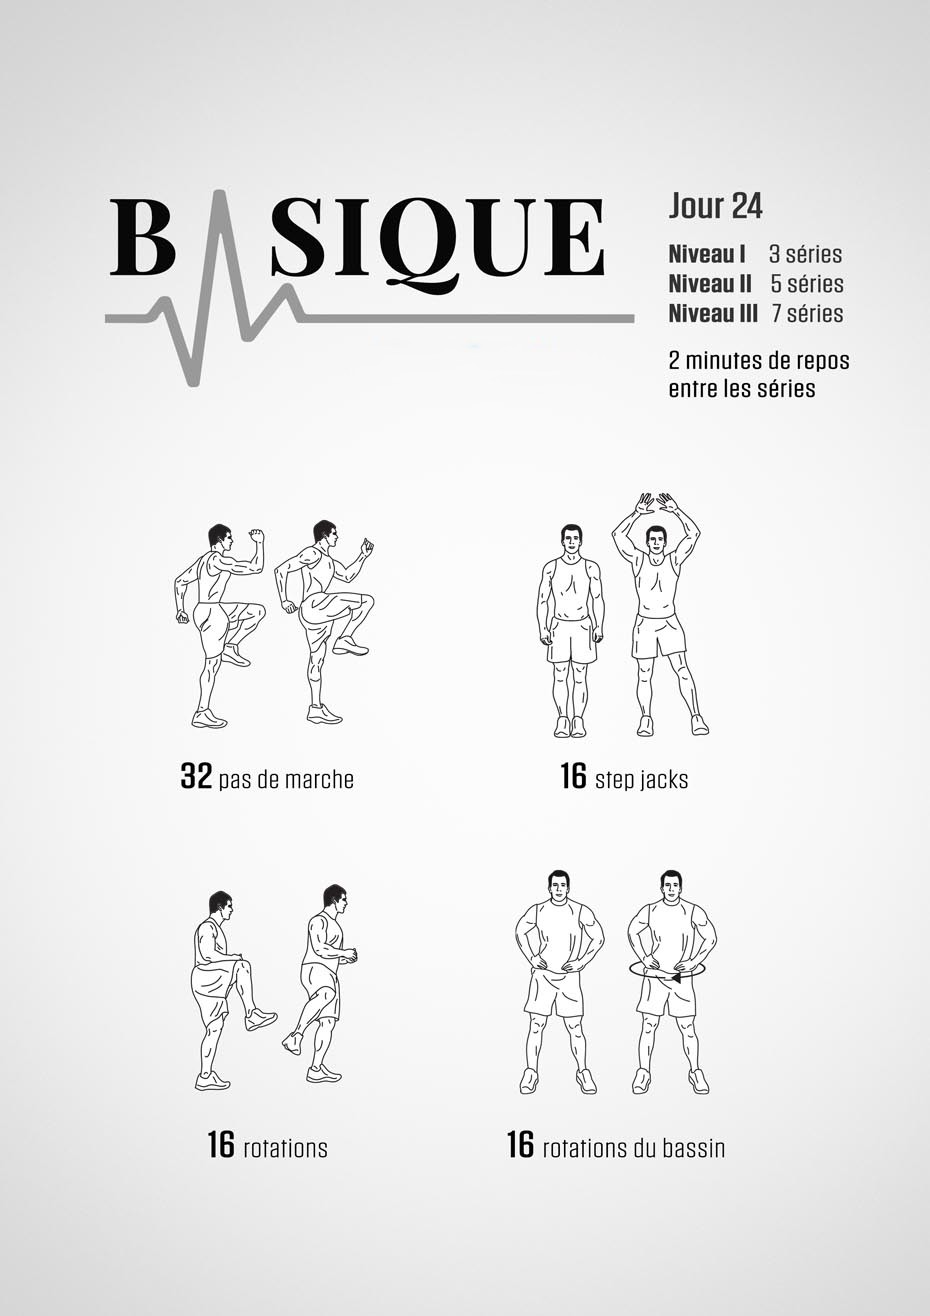 BASIQUE
Jour 24
Niveau I 3 séries
Niveau II 5 séries
Niveau III 7 séries
2 minutes de repos
entre les séries
32 pas de marche
16 step jacks
16 rotations
16 rotations du bassin